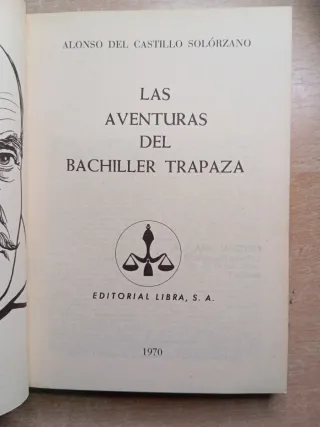 ALONSO DEL CASTILLO SOLÓRZANO
LAS
AVENTURAS
DEL
BACHILLER TRAPAZA
EDITORIAL LIBRA, S. A.
1970